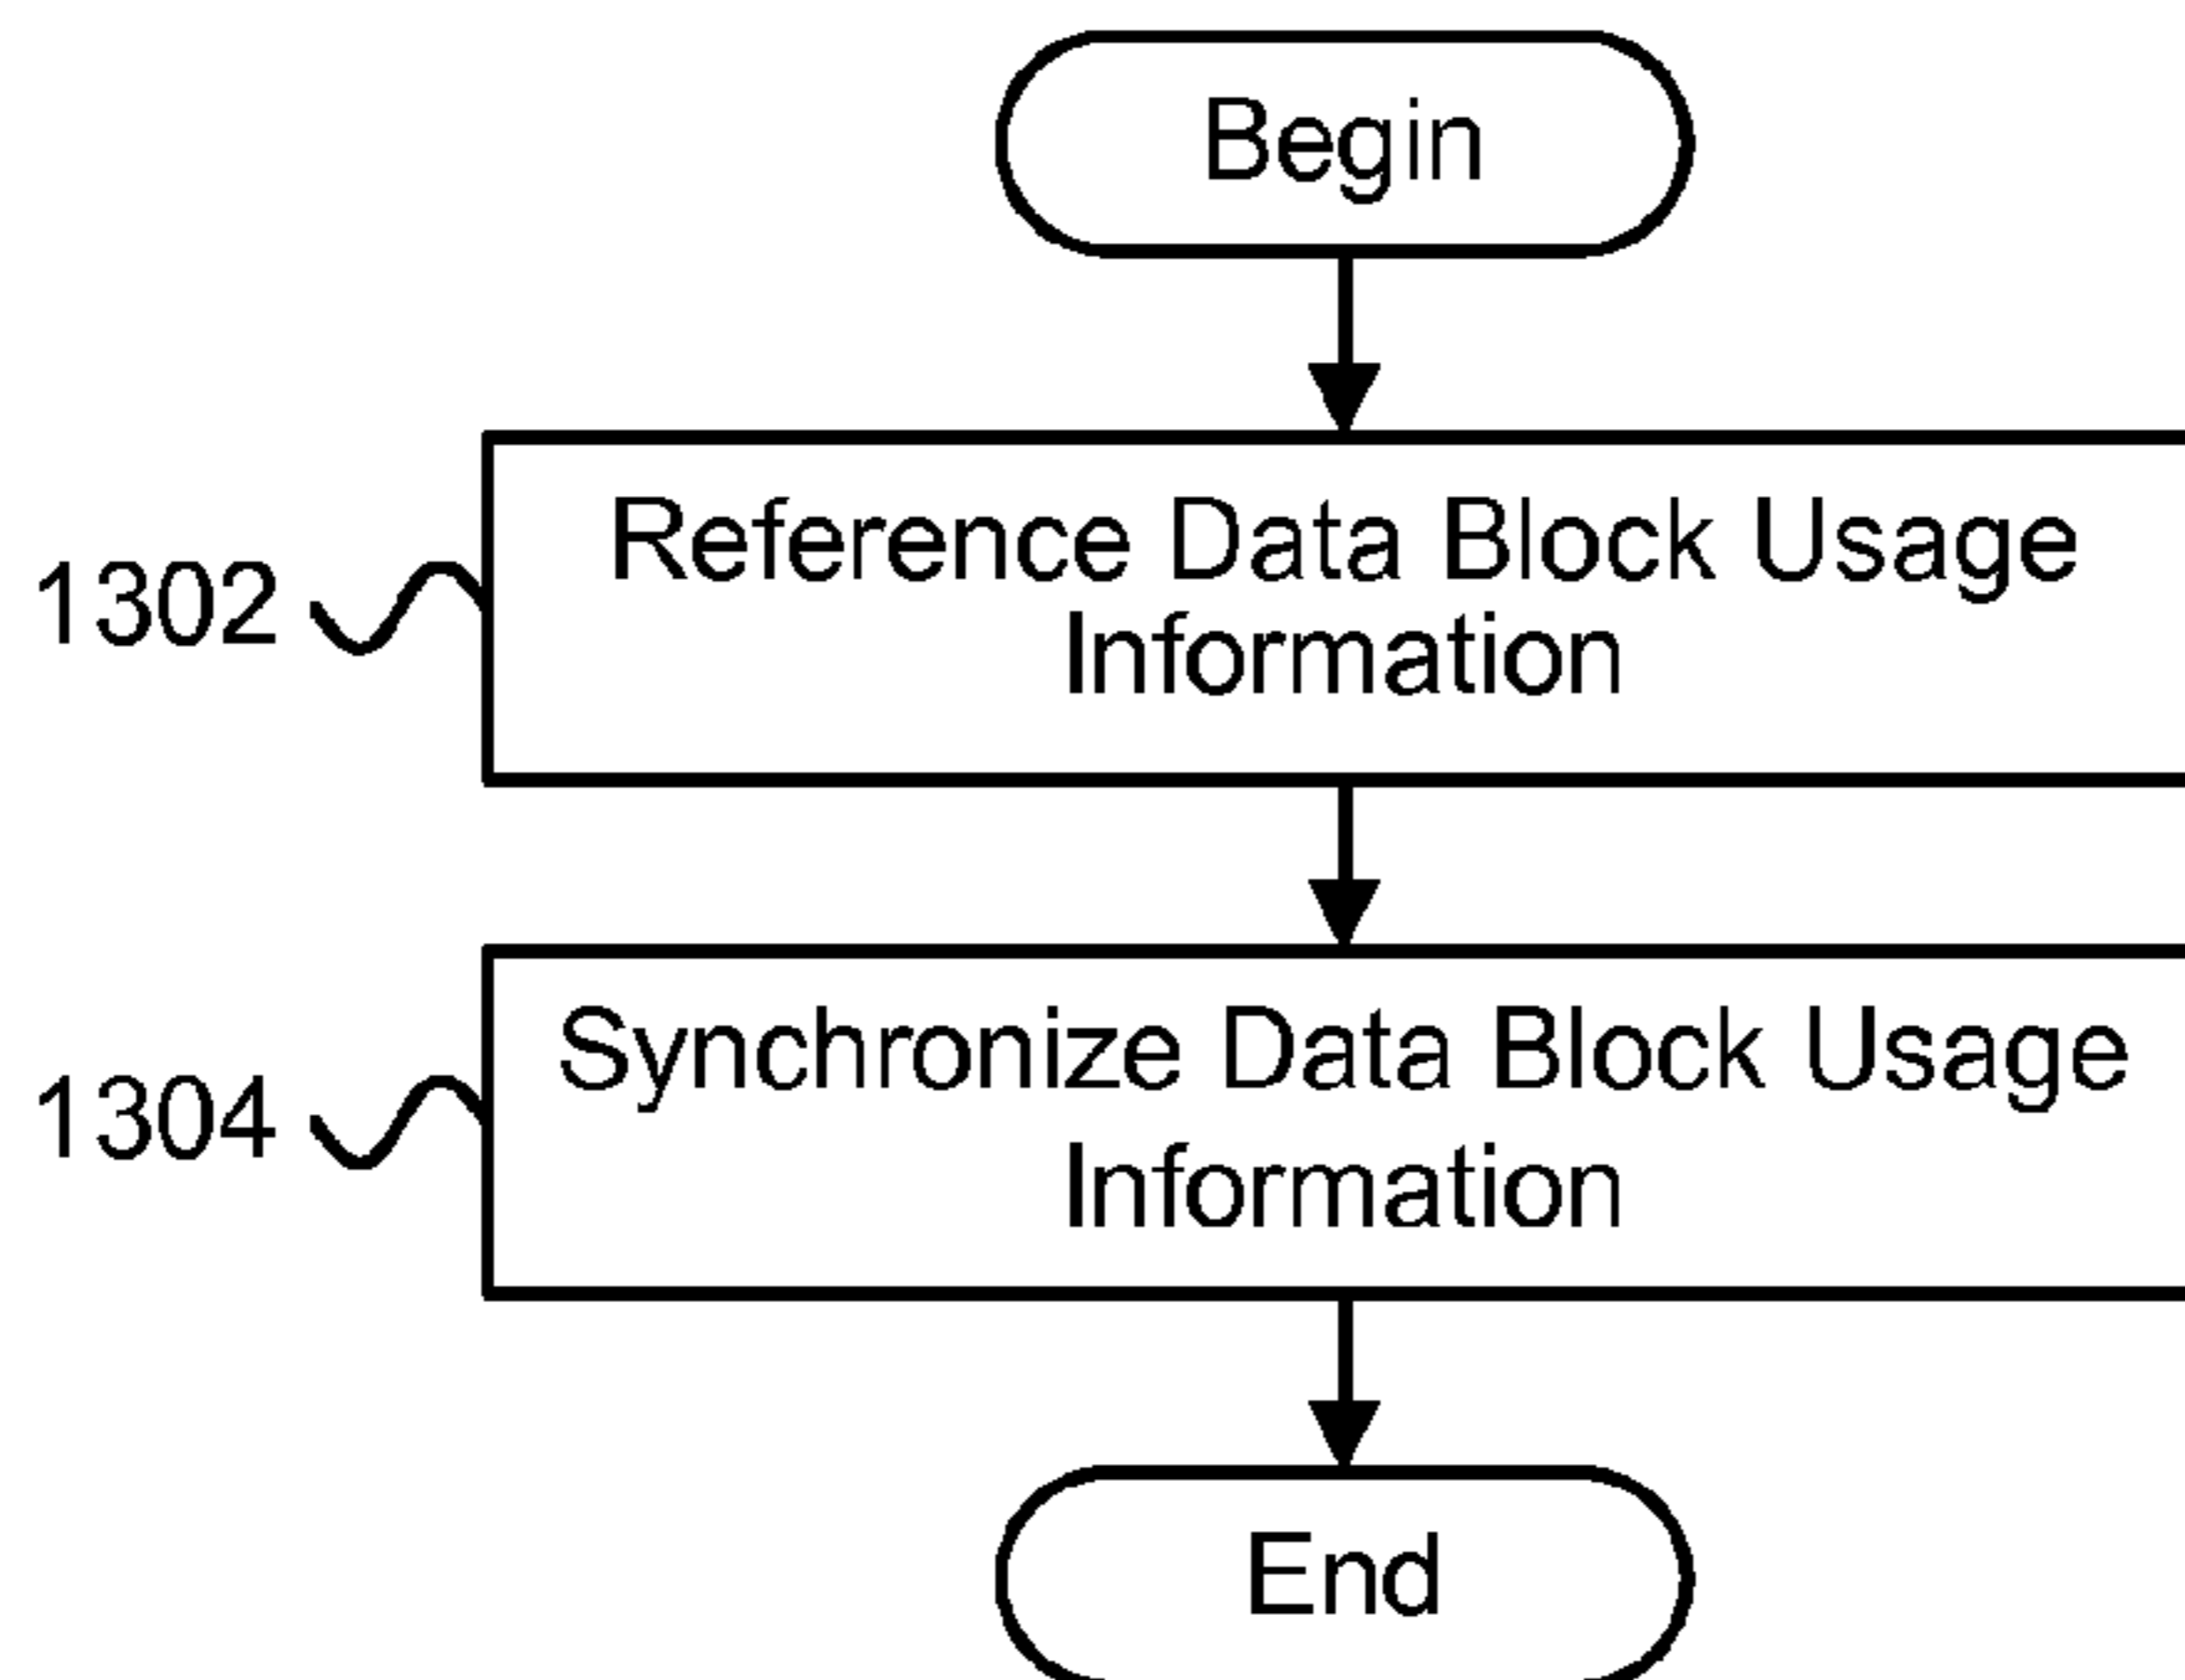 Begin
1302
Reference Data Block Usage
Information
1304
Synchronize Data Block Usage
Information
End